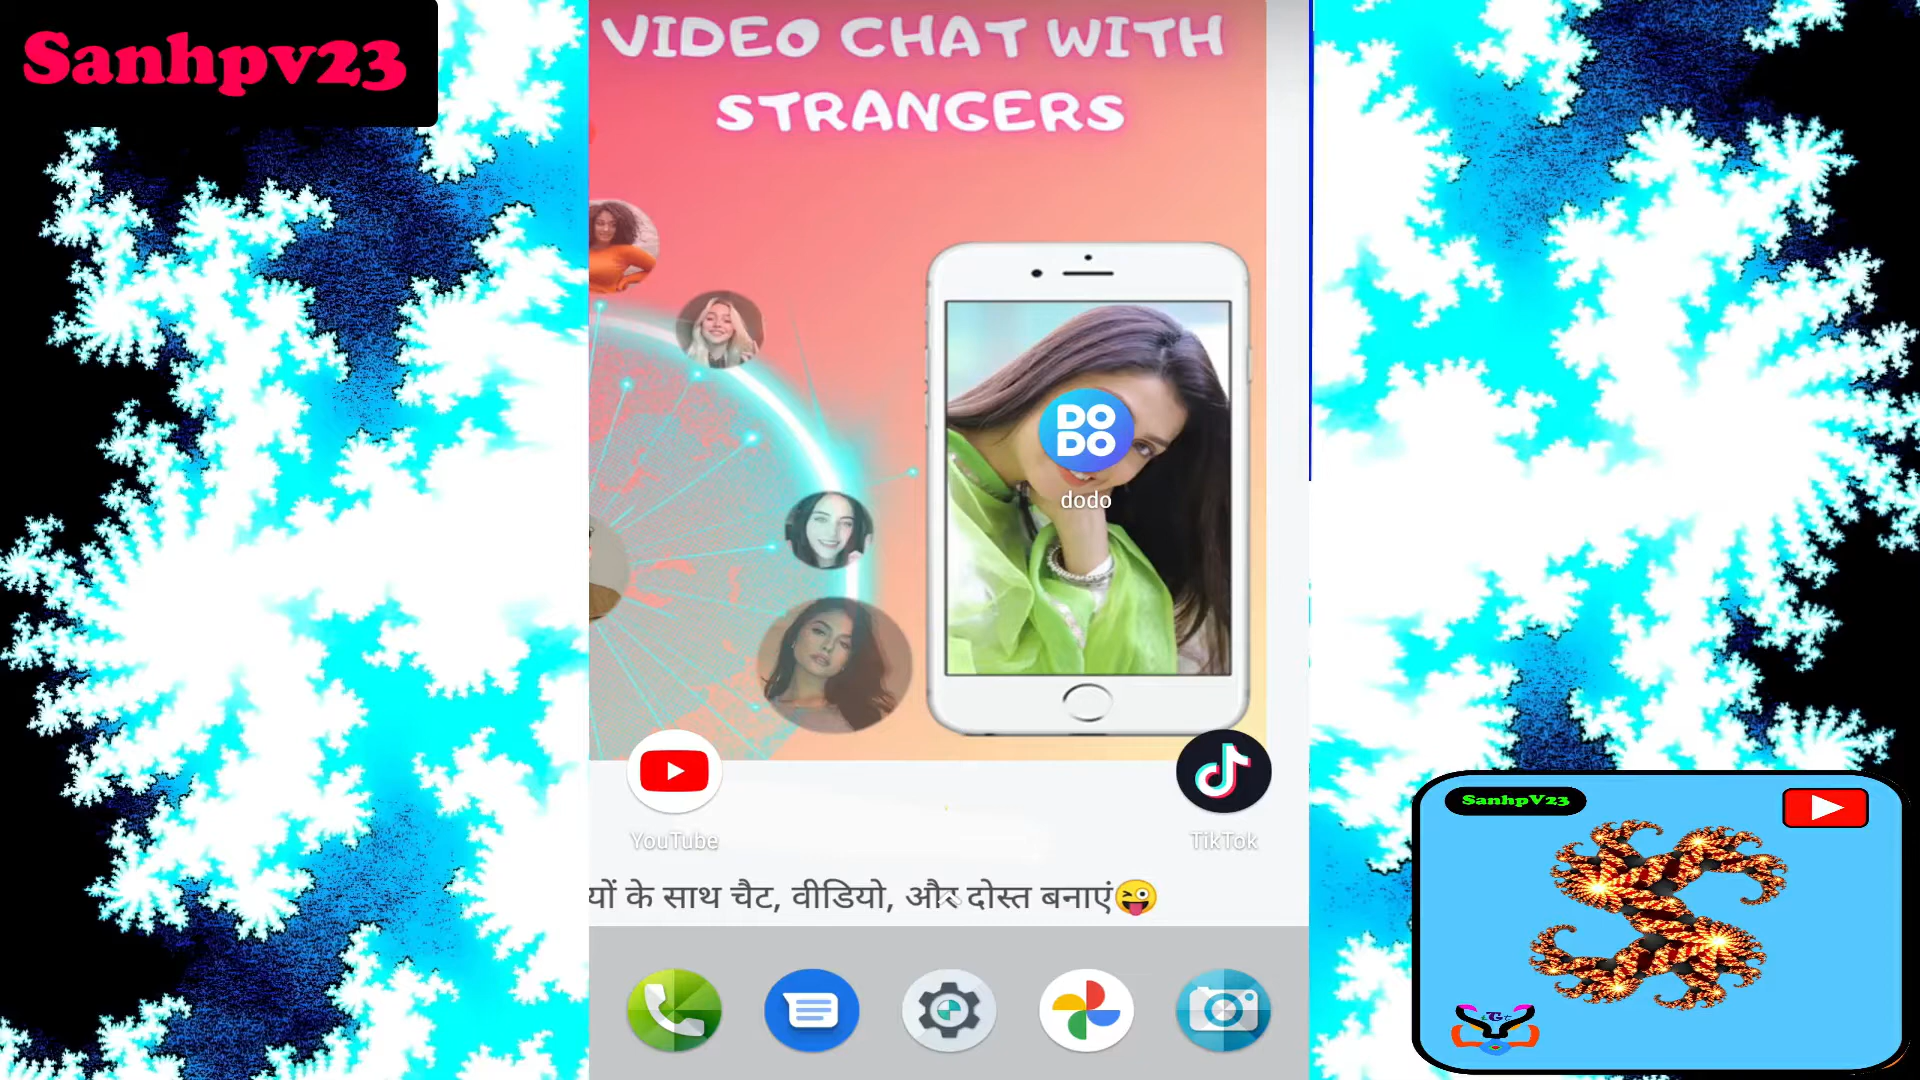 Sanhpv23
VIDEO CHAT WITH
STRANGERS
DO
DO
dodo
YouTube
TikTok
यों के साथ चैट, वीडियो, और दोस्त बनाएं😜
SanhpV23